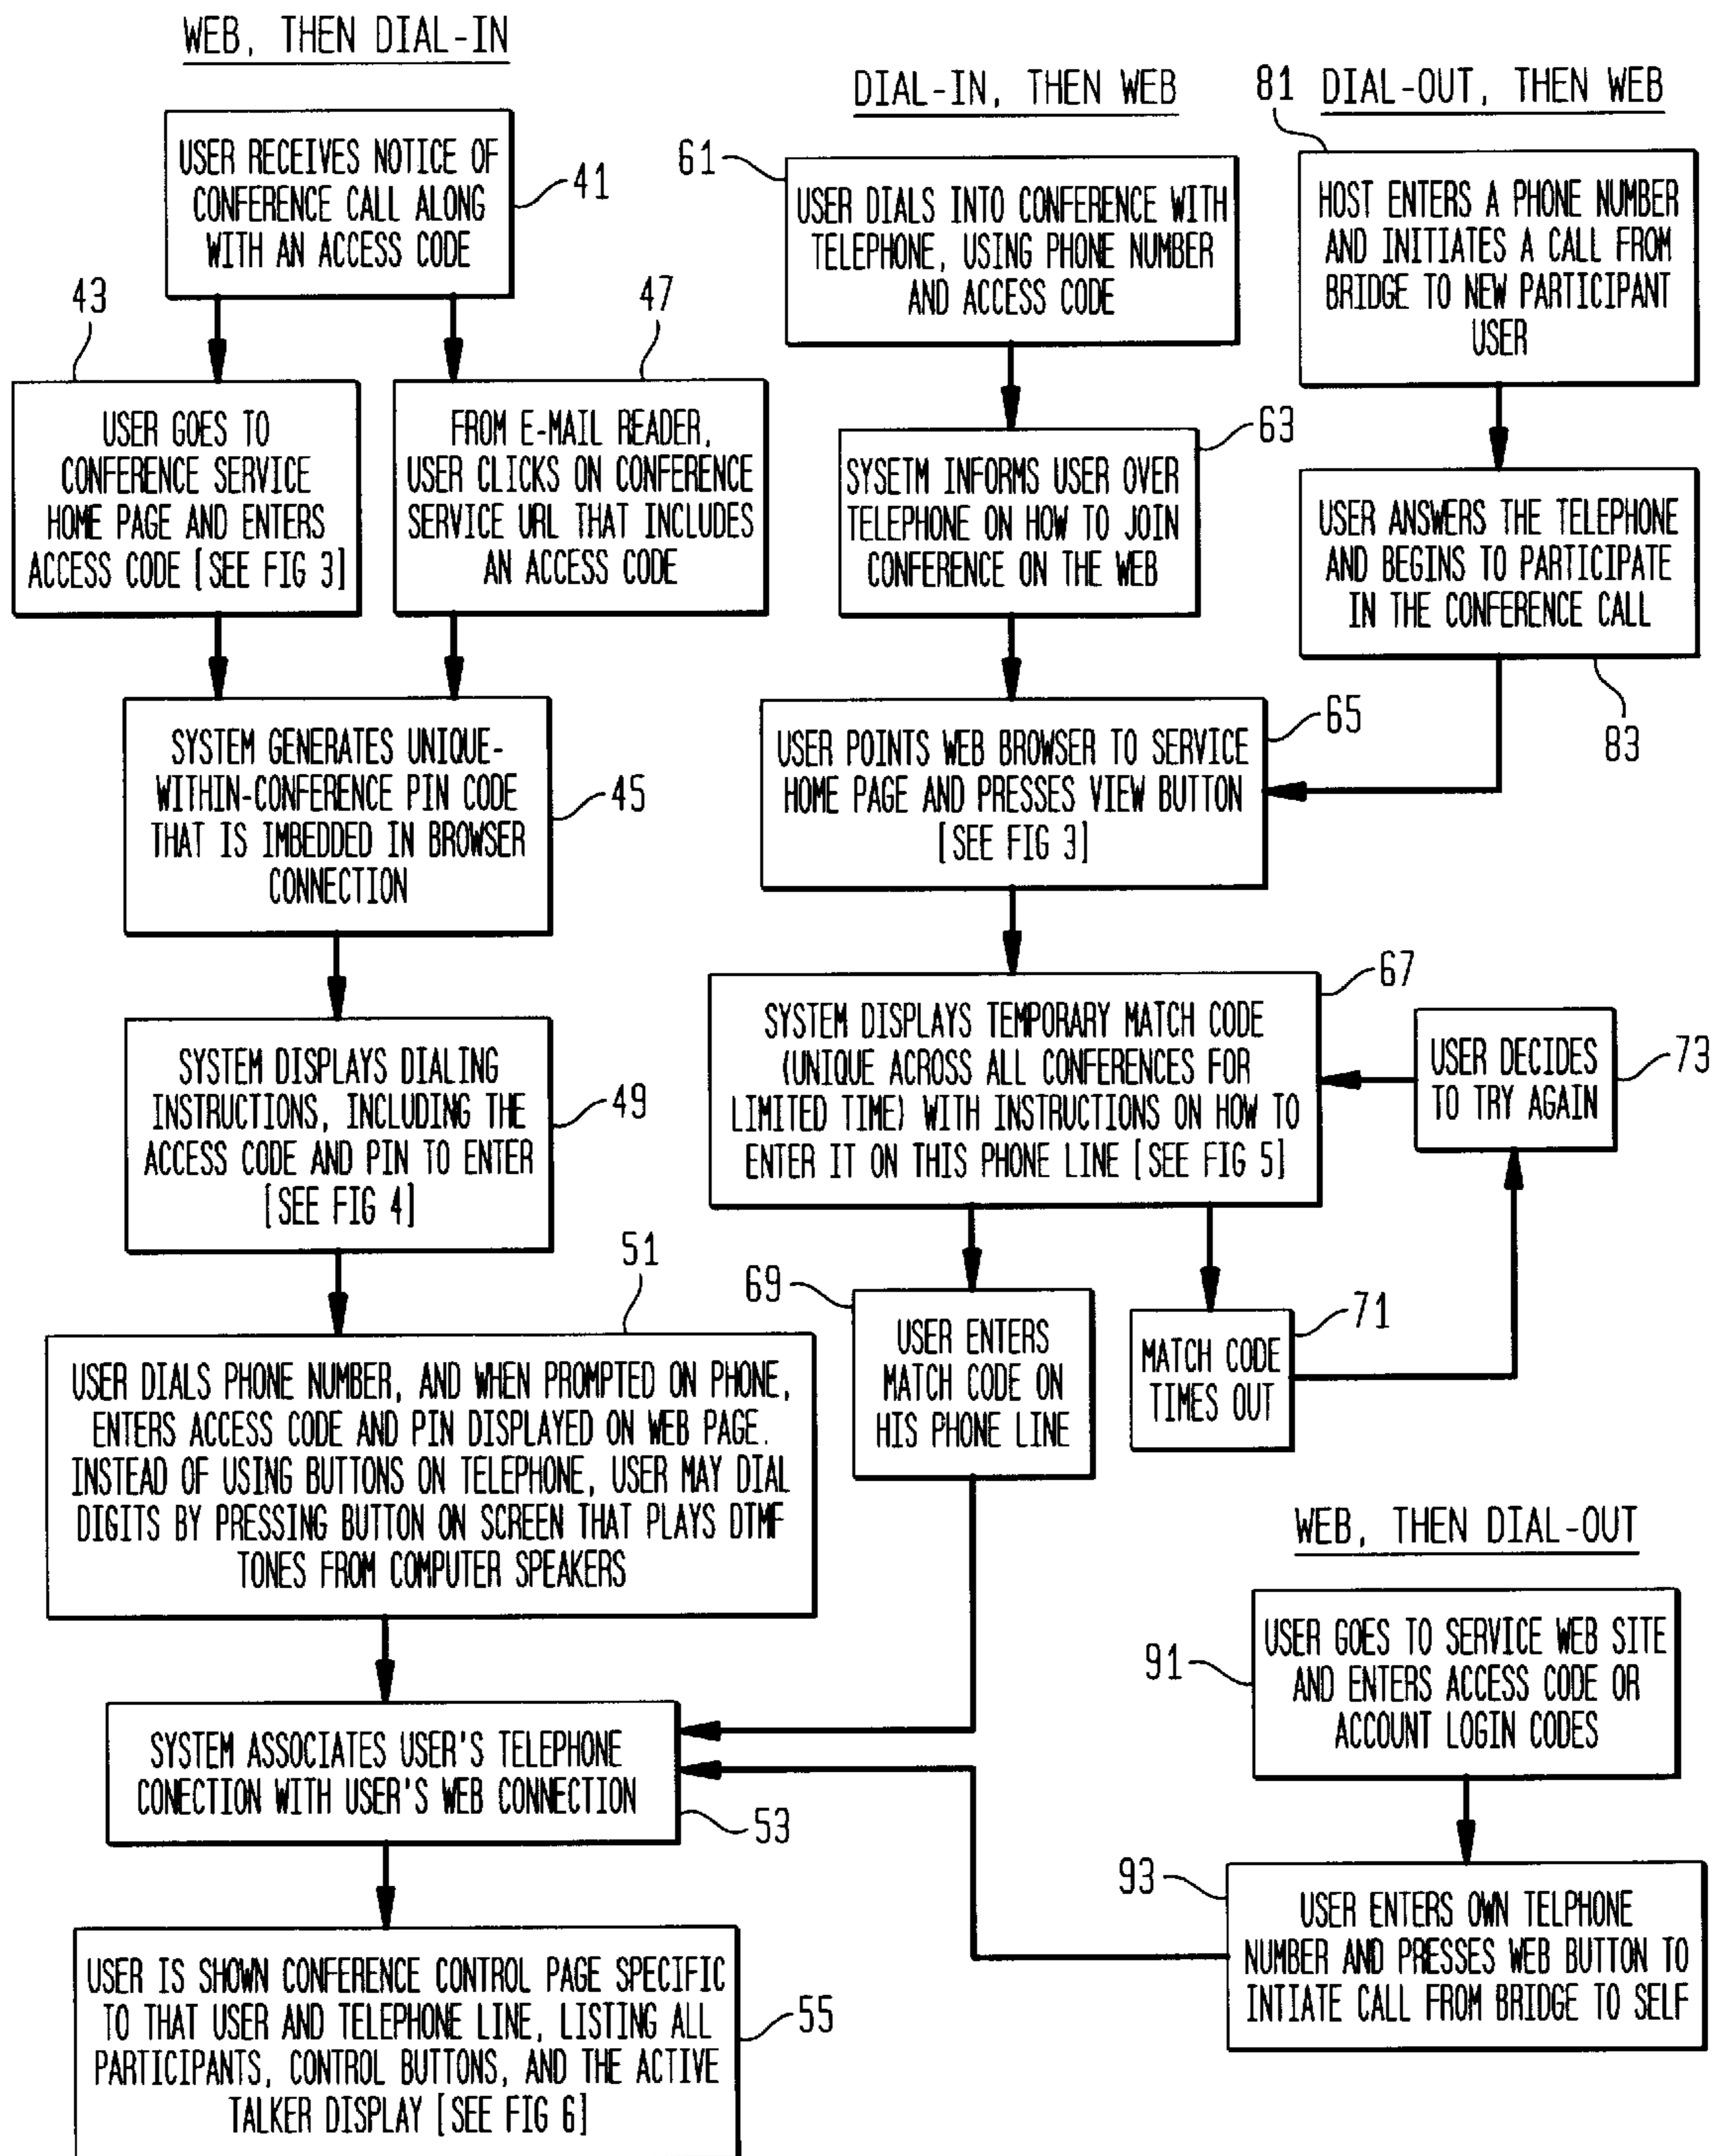 WEB, THEN DIAL-IN
USER RECEIVES NOTICE OF
CONFERENCE CALL ALONG
WITH AN ACCESS CODE
41
43
USER GOES TO
CONFERENCE SERVICE
HOME PAGE AND ENTERS
ACCESS CODE [SEE FIG 3]
47
FROM E-MAIL READER,
USER CLICKS ON CONFERENCE
SERVICE URL THAT INCLUDES
AN ACCESS CODE
SYSTEM GENERATES UNIQUE-
WITHIN-CONFERENCE PIN CODE
THAT IS IMBEDDED IN BROWSER
CONNECTION
45
SYSTEM DISPLAYS DIALING
INSTRUCTIONS, INCLUDING THE
ACCESS CODE AND PIN TO ENTER
[SEE FIG 4]
49
51
USER DIALS PHONE NUMBER, AND WHEN PROMPTED ON PHONE,
ENTERS ACCESS CODE AND PIN DISPLAYED ON WEB PAGE.
INSTEAD OF USING BUTTONS ON TELEPHONE, USER MAY DIAL
DIGITS BY PRESSING BUTTON ON SCREEN THAT PLAYS DTMF
TONES FROM COMPUTER SPEAKERS
SYSTEM ASSOCIATES USER'S TELEPHONE
CONECTION WITH USER'S WEB CONNECTION
53
USER IS SHOWN CONFERENCE CONTROL PAGE SPECIFIC
TO THAT USER AND TELEPHONE LINE, LISTING ALL
PARTICIPANTS, CONTROL BUTTONS, AND THE ACTIVE
TALKER DISPLAY [SEE FIG 6]
55
DIAL-IN, THEN WEB
61
USER DIALS INTO CONFERENCE WITH
TELEPHONE, USING PHONE NUMBER
AND ACCESS CODE
63
SYSETM INFORMS USER OVER
TELEPHONE ON HOW TO JOIN
CONFERENCE ON THE WEB
65
USER POINTS WEB BROWSER TO SERVICE
HOME PAGE AND PRESSES VIEW BUTTON
[SEE FIG 3]
67
SYSTEM DISPLAYS TEMPORARY MATCH CODE
(UNIQUE ACROSS ALL CONFERENCES FOR
LIMITED TIME) WITH INSTRUCTIONS ON HOW TO
ENTER IT ON THIS PHONE LINE [SEE FIG 5]
69
USER ENTERS
MATCH CODE ON
HIS PHONE LINE
71
MATCH CODE
TIMES OUT
USER DECIDES
TO TRY AGAIN
73
81
DIAL-OUT, THEN WEB
HOST ENTERS A PHONE NUMBER
AND INITIATES A CALL FROM
BRIDGE TO NEW PARTICIPANT
USER
USER ANSWERS THE TELEPHONE
AND BEGINS TO PARTICIPATE
IN THE CONFERENCE CALL
83
WEB, THEN DIAL-OUT
91
USER GOES TO SERVICE WEB SITE
AND ENTERS ACCESS CODE OR
ACCOUNT LOGIN CODES
93
USER ENTERS OWN TELPHONE
NUMBER AND PRESSES WEB BUTTON TO
INTIATE CALL FROM BRIDGE TO SELF